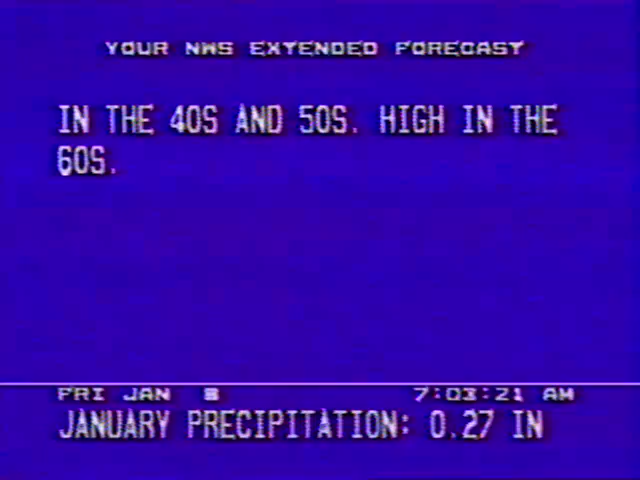 YOUR NWS EXTENDED FORECAST
IN THE 40S AND 50S. HIGH IN THE
60S.
FRI JAN  8
7:03:21 AM
JANUARY PRECIPITATION: 0.27 IN